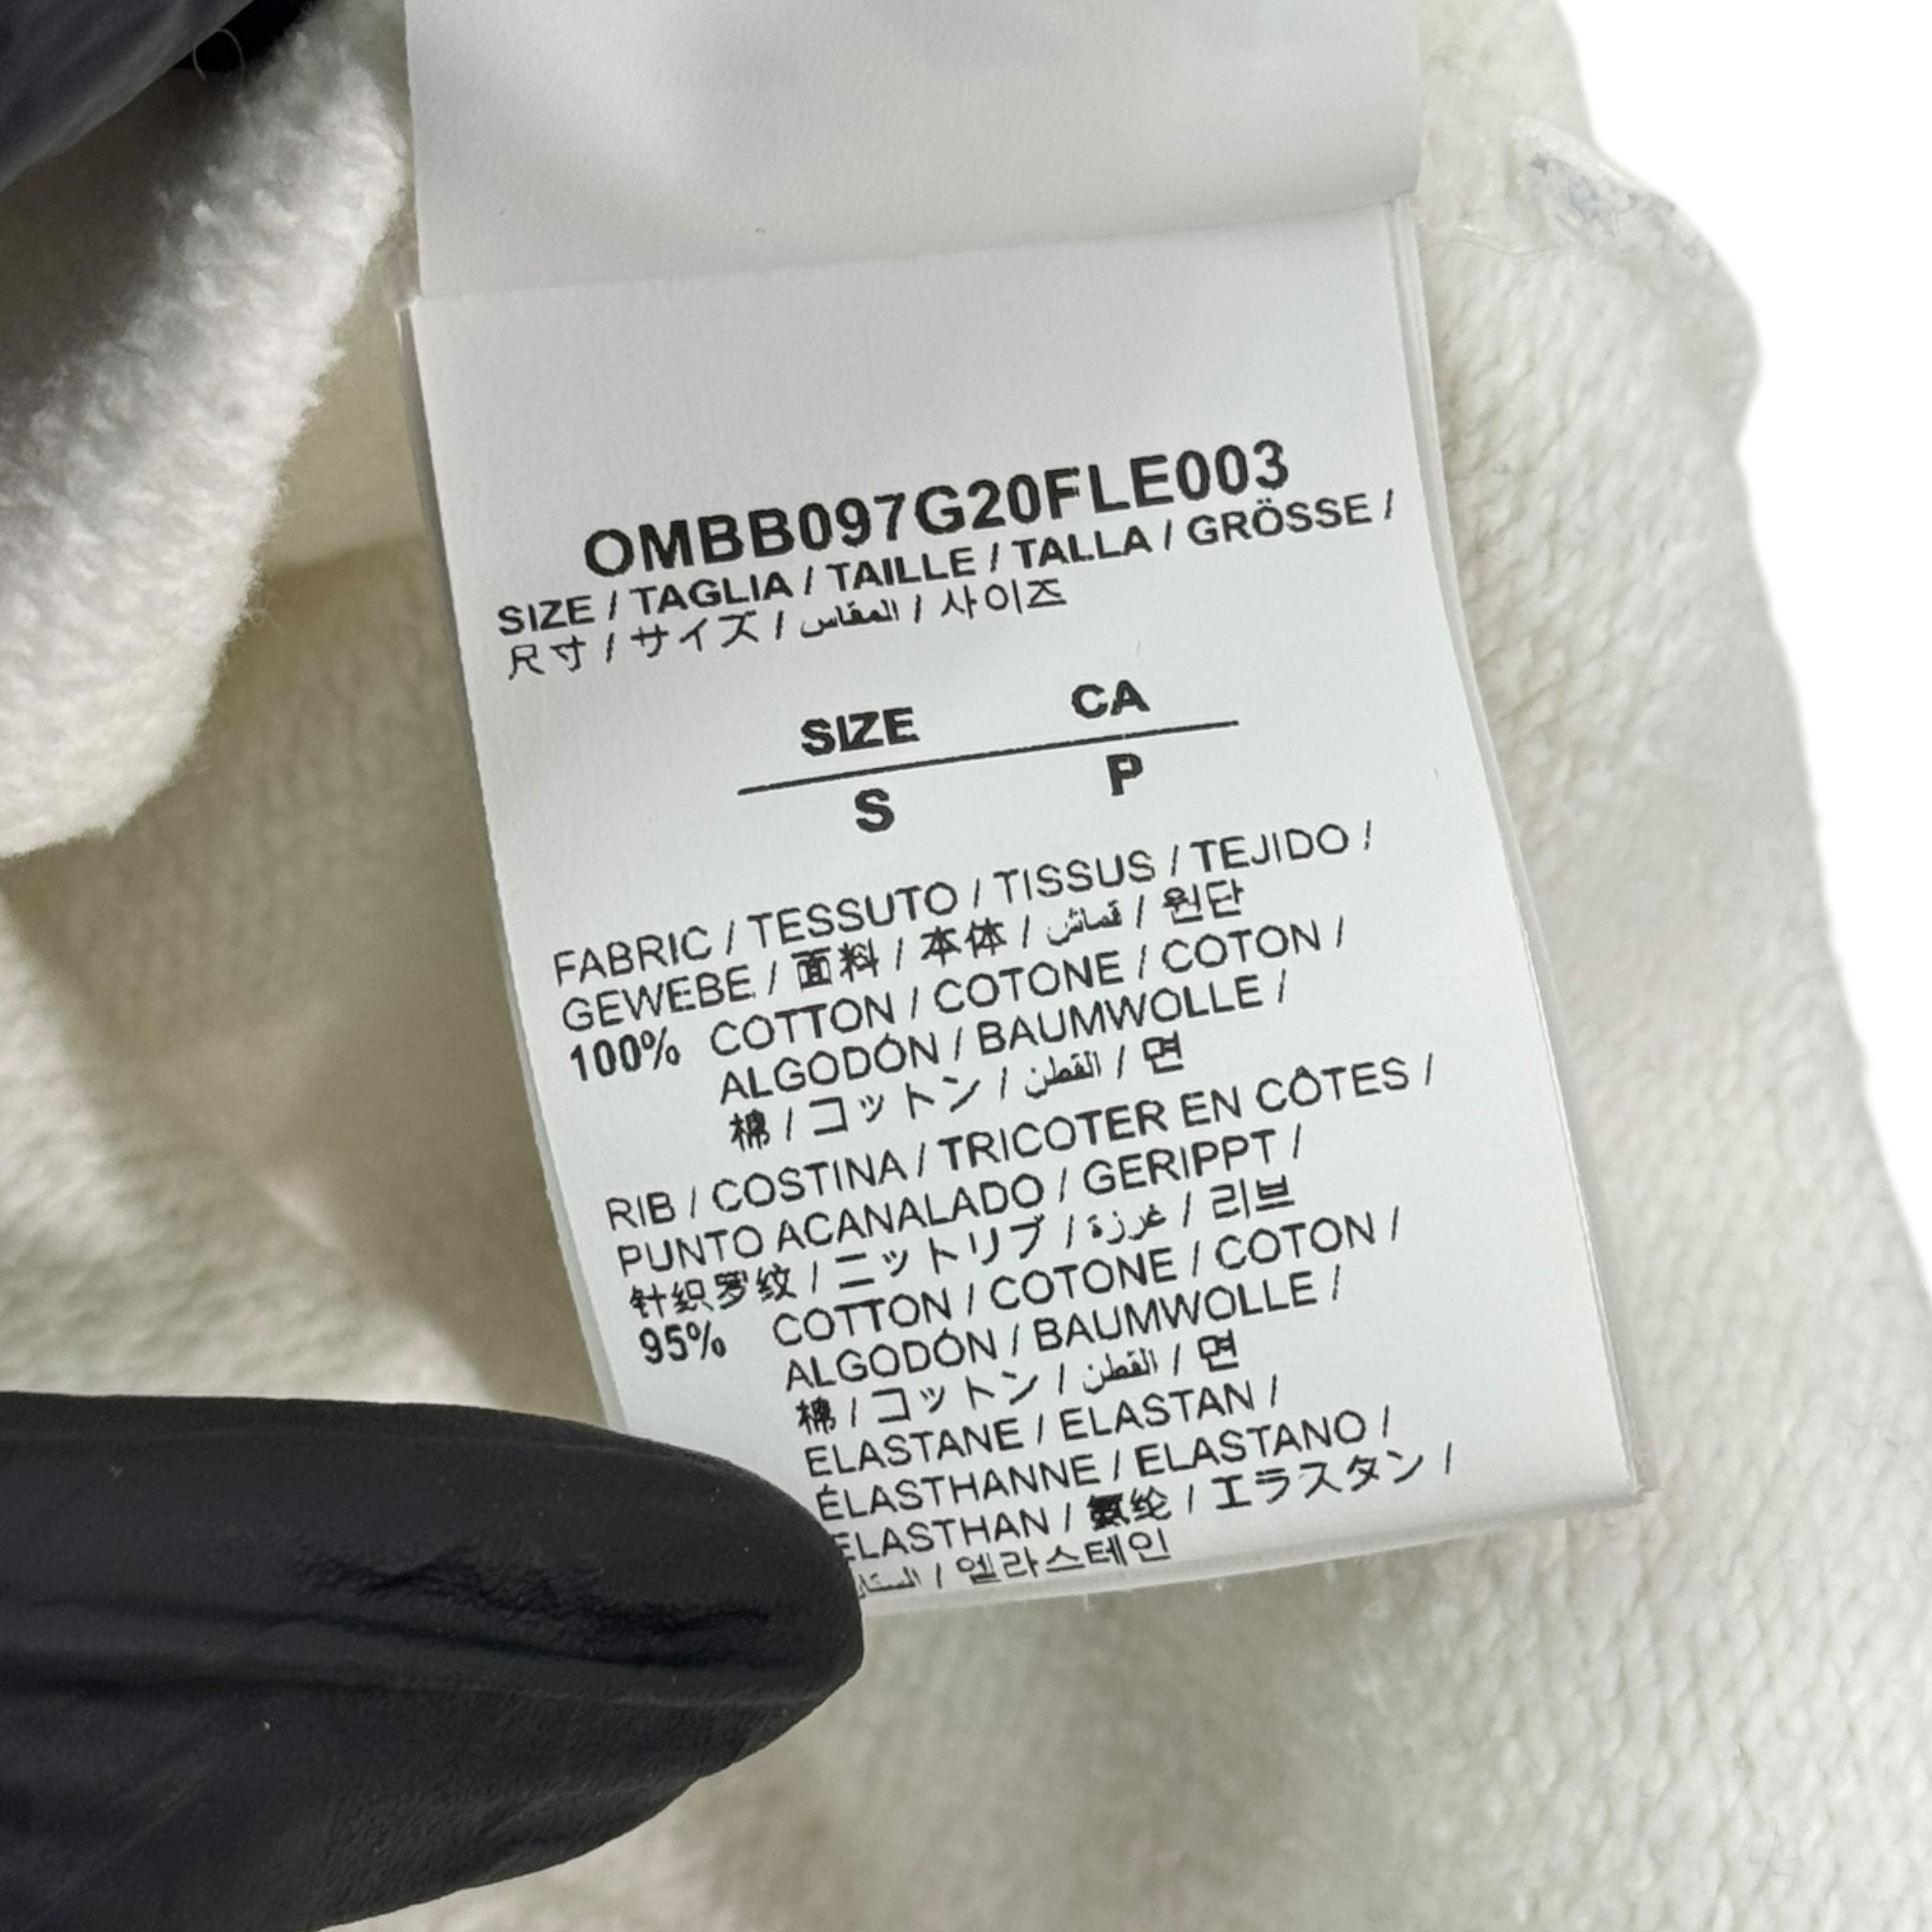 OMBB097G20FLE003
SIZE / TAGLIA / TAILLE / TALLA / GRÖSSE /
尺寸 / サイズ / المقاس / 사이즈
SIZE CA
S P
FABRIC / TESSUTO / TISSUS / TEJIDO /
GEWEBE / 面料 / 本体 / قماش / 원단
100% COTTON / COTONE / COTON /
ALGODÓN / BAUMWOLLE /
棉 / コットン / القطن / 면
RIB / COSTINA / TRICOTER EN CÔTES /
PUNTO ACANALADO / GERIPPT /
针织罗纹 / ニットリブ / غرزة / 리브
95% COTTON / COTONE / COTON /
ALGODÓN / BAUMWOLLE /
棉 / コットン / القطن / 면
ELASTANE / ELASTAN /
ÉLASTHANNE / ELASTANO /
ELASTHAN / 氨纶 / エラスタン /
/ 엘라스테인